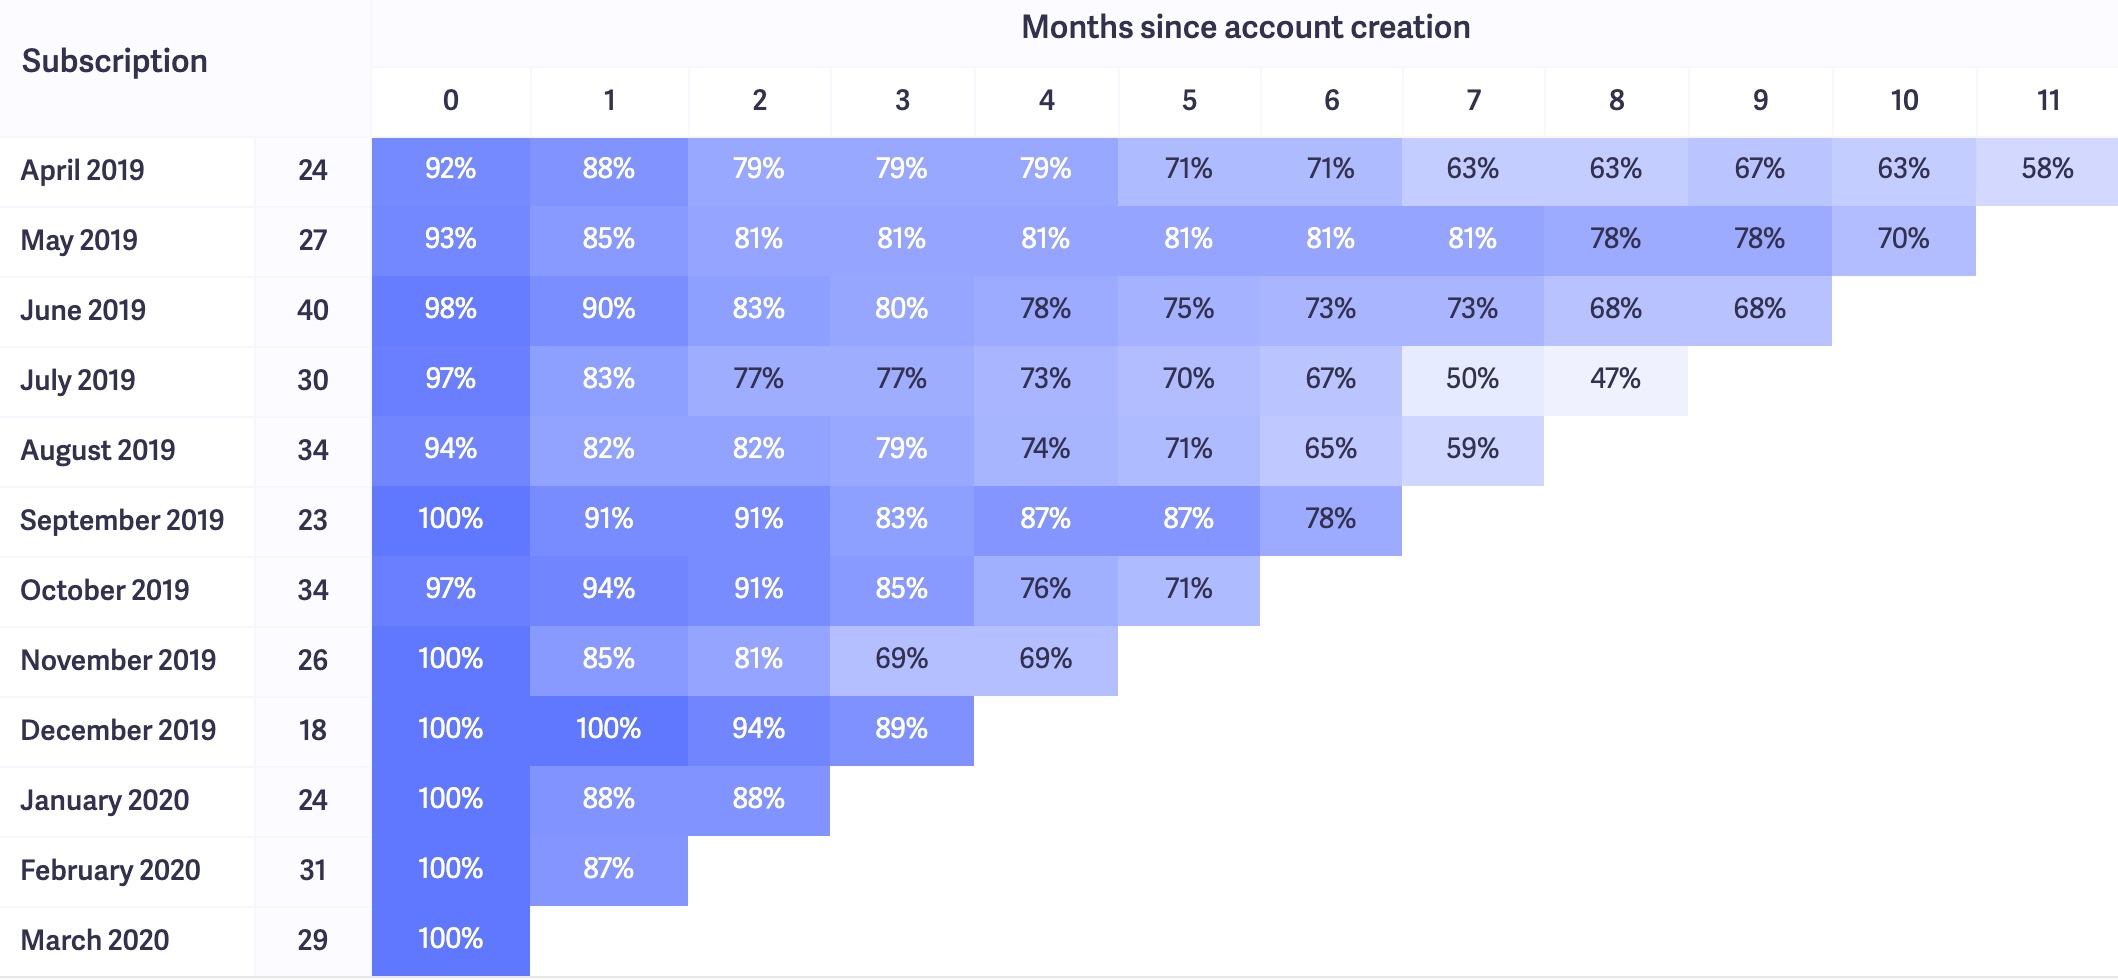 Months since account creation
Subscription
0 1 2 3 4 5 6 7 8 9 10 11
April 2019 24 92% 88% 79% 79% 79% 71% 71% 63% 63% 67% 63% 58%
May 2019 27 93% 85% 81% 81% 81% 81% 81% 81% 78% 78% 70%
June 2019 40 98% 90% 83% 80% 78% 75% 73% 73% 68% 68%
July 2019 30 97% 83% 77% 77% 73% 70% 67% 50% 47%
August 2019 34 94% 82% 82% 79% 74% 71% 65% 59%
September 2019 23 100% 91% 91% 83% 87% 87% 78%
October 2019 34 97% 94% 91% 85% 76% 71%
November 2019 26 100% 85% 81% 69% 69%
December 2019 18 100% 100% 94% 89%
January 2020 24 100% 88% 88%
February 2020 31 100% 87%
March 2020 29 100%